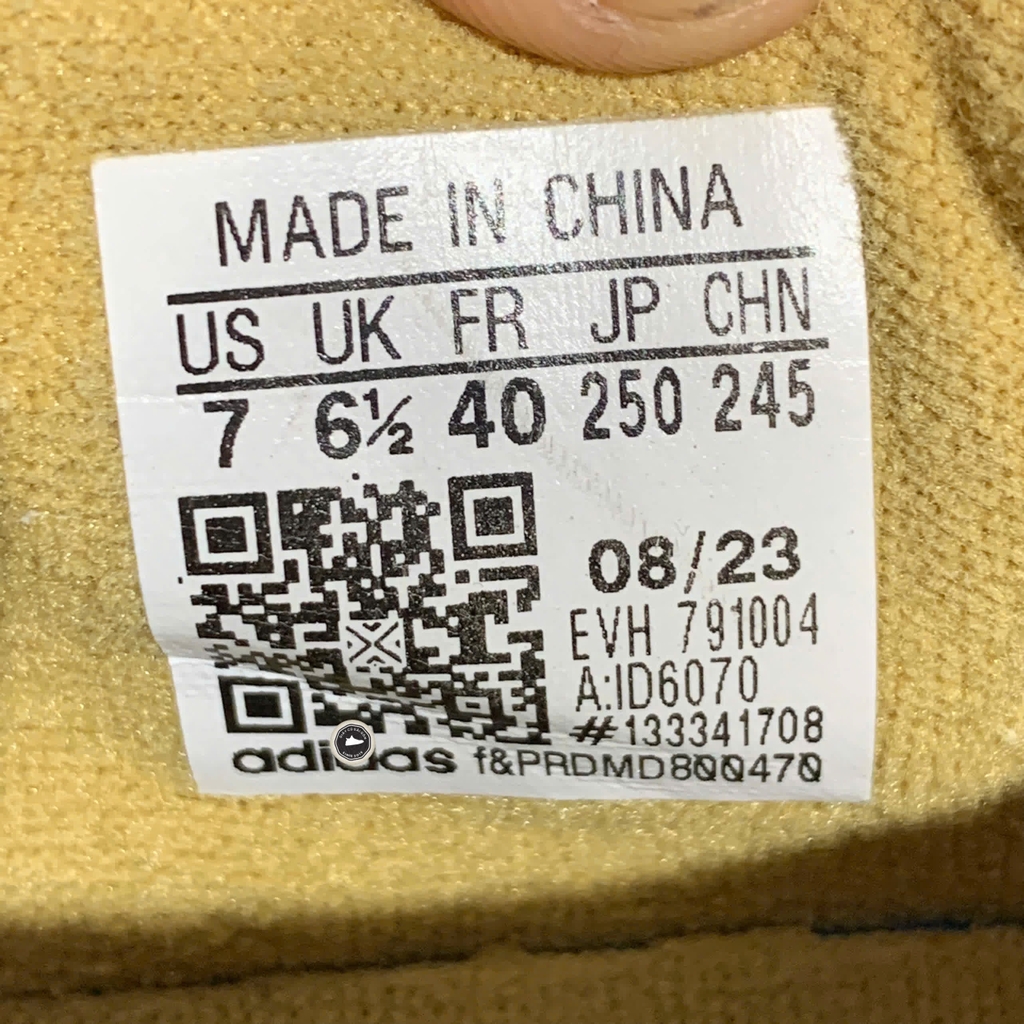 MADE IN CHINA
US UK FR JP CHN
7 6½ 40 250 245
08/23
EVH 791004
A:ID6070
#133341708
adidas f&PRDMD800470